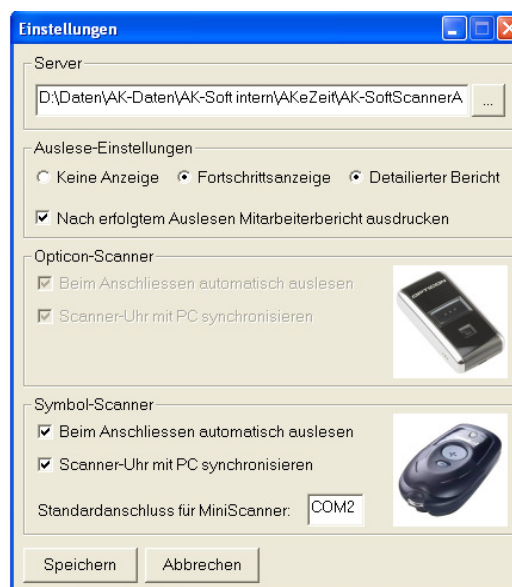 Einstellungen
Server
D:\Daten\AK-Daten\AK-Soft intern\AKeZeit\AK-SoftScannerA
...
Auslese-Einstellungen
Keine Anzeige Fortschrittsanzeige Detailierter Bericht
Nach erfolgtem Auslesen Mitarbeiterbericht ausdrucken
Opticon-Scanner
Beim Anschliessen automatisch auslesen
Scanner-Uhr mit PC synchronisieren
OPTICON
Symbol-Scanner
Beim Anschliessen automatisch auslesen
Scanner-Uhr mit PC synchronisieren
Standardanschluss für MiniScanner: COM2
Speichern Abbrechen